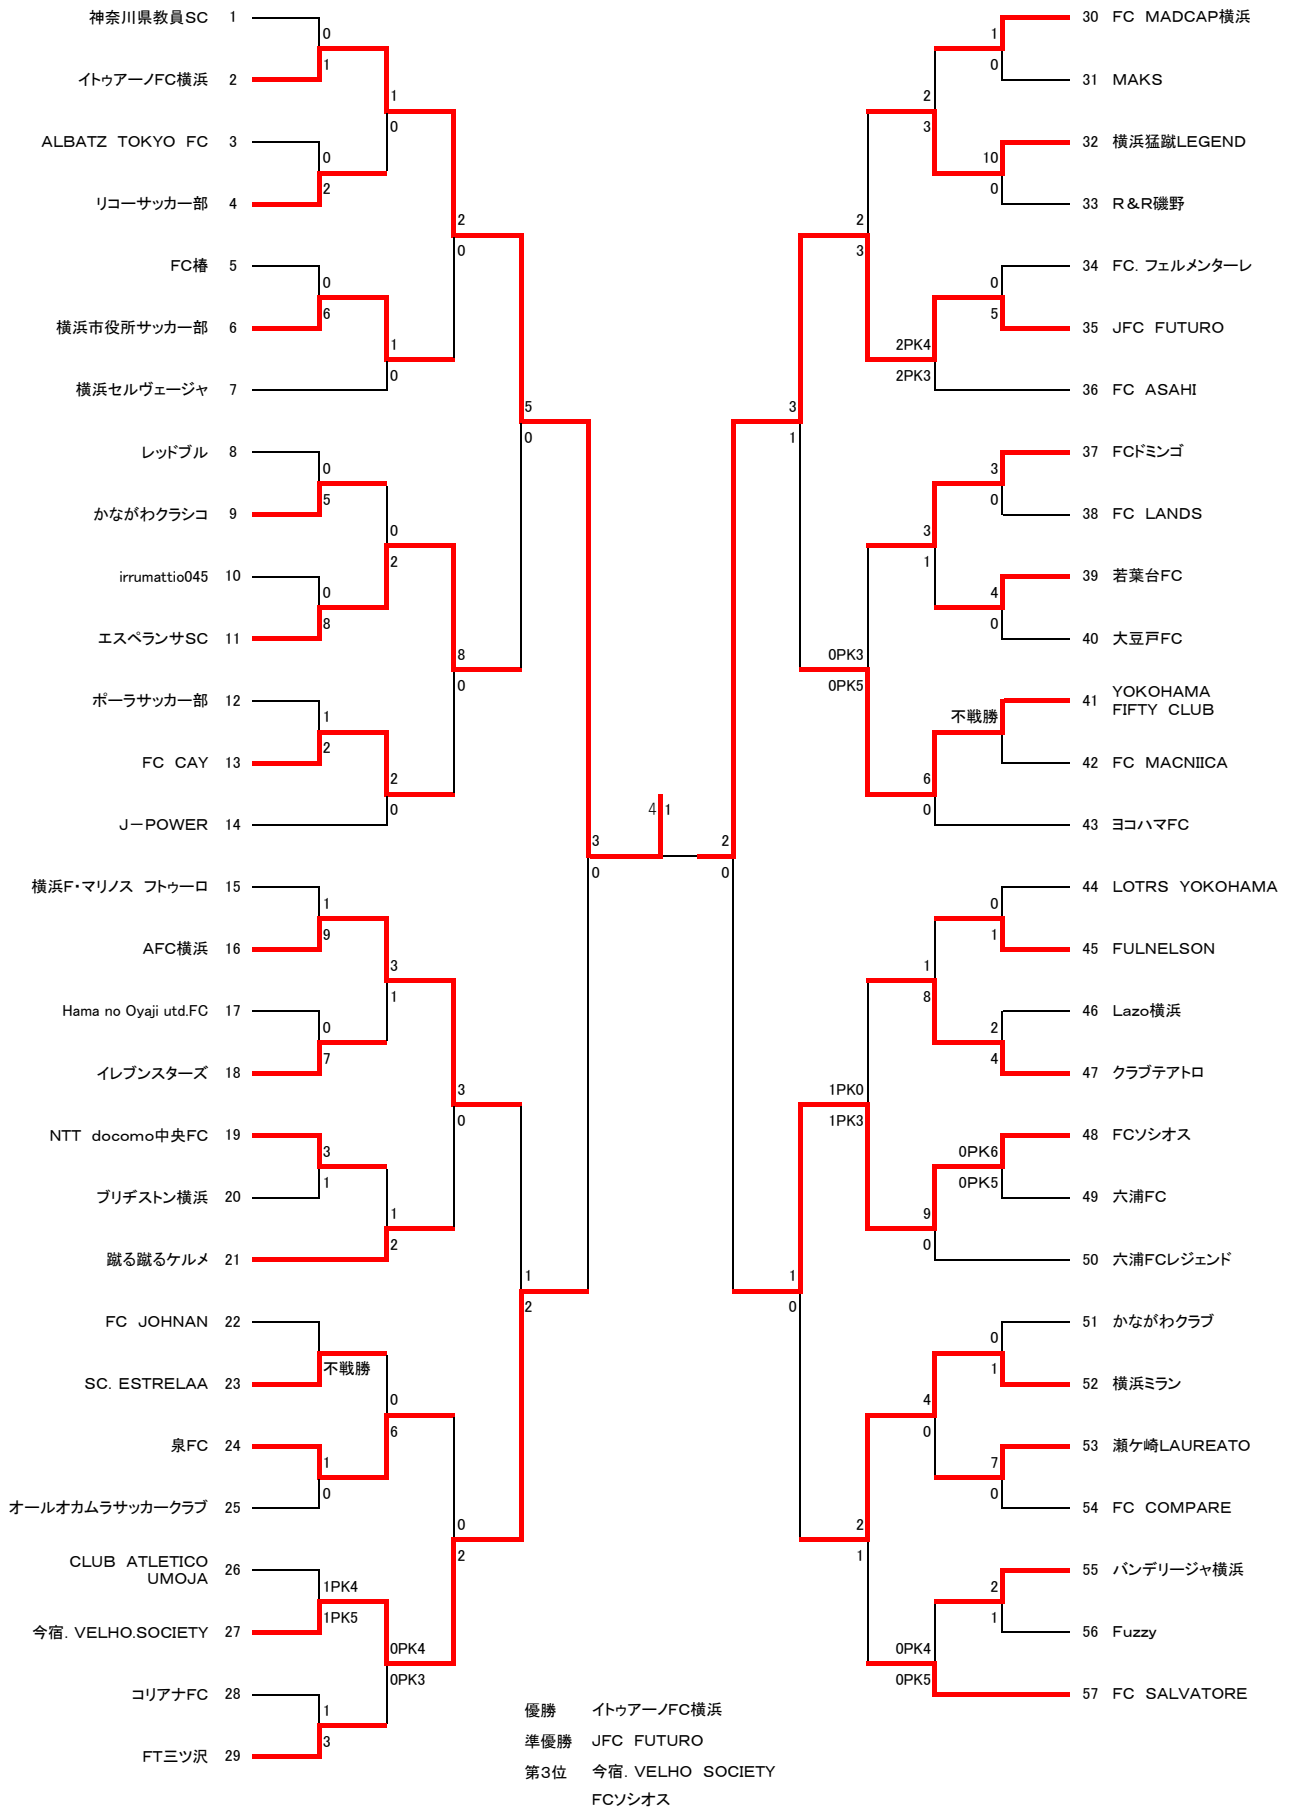 神奈川県教員SC 1
0
1
イトゥアーノFC横浜 2
1
0
ALBATZ TOKYO FC 3
0
2
リコーサッカー部 4
2
0
FC椿 5
0
6
横浜市役所サッカー部 6
1
0
横浜セルヴェージャ 7
5
0
レッドブル 8
0
5
かながわクラシコ 9
0
2
irrumattio045 10
0
8
エスペランサSC 11
8
0
ポーラサッカー部 12
1
2
FC CAY 13
2
0
J－POWER 14
3
0
横浜F・マリノス フトゥーロ 15
1
9
AFC横浜 16
3
1
Hama no Oyaji utd.FC 17
0
7
イレブンスターズ 18
3
0
NTT docomo中央FC 19
3
1
ブリヂストン横浜 20
1
2
蹴る蹴るケルメ 21
1
2
FC JOHNAN 22
不戦勝
SC. ESTRELAA 23
0
6
泉FC 24
1
0
オールオカムラサッカークラブ 25
0
2
CLUB ATLETICO
UMOJA 26
1PK4
1PK5
今宿. VELHO.SOCIETY 27
0PK4
0PK3
コリアナFC 28
1
3
FT三ツ沢 29
4 1
30 FC MADCAP横浜
1
0
31 MAKS
2
3
32 横浜猛蹴LEGEND
10
0
33 R＆R磯野
2
3
34 FC. フェルメンターレ
0
5
35 JFC FUTURO
2PK4
2PK3
36 FC ASAHI
3
1
37 FCドミンゴ
3
0
38 FC LANDS
3
1
39 若葉台FC
4
0
40 大豆戸FC
0PK3
0PK5
41 YOKOHAMA
FIFTY CLUB
不戦勝
42 FC MACNIICA
6
0
43 ヨコハマFC
2
0
44 LOTRS YOKOHAMA
0
1
45 FULNELSON
1
8
46 Lazo横浜
2
4
47 クラブテアトロ
1PK0
1PK3
48 FCソシオス
0PK6
0PK5
49 六浦FC
9
0
50 六浦FCレジェンド
1
0
51 かながわクラブ
0
1
52 横浜ミラン
4
0
53 瀬ケ崎LAUREATO
7
0
54 FC COMPARE
2
1
55 バンデリージャ横浜
2
1
56 Fuzzy
0PK4
0PK5
57 FC SALVATORE
優勝 イトゥアーノFC横浜
準優勝 JFC FUTURO
第3位 今宿. VELHO SOCIETY
FCソシオス